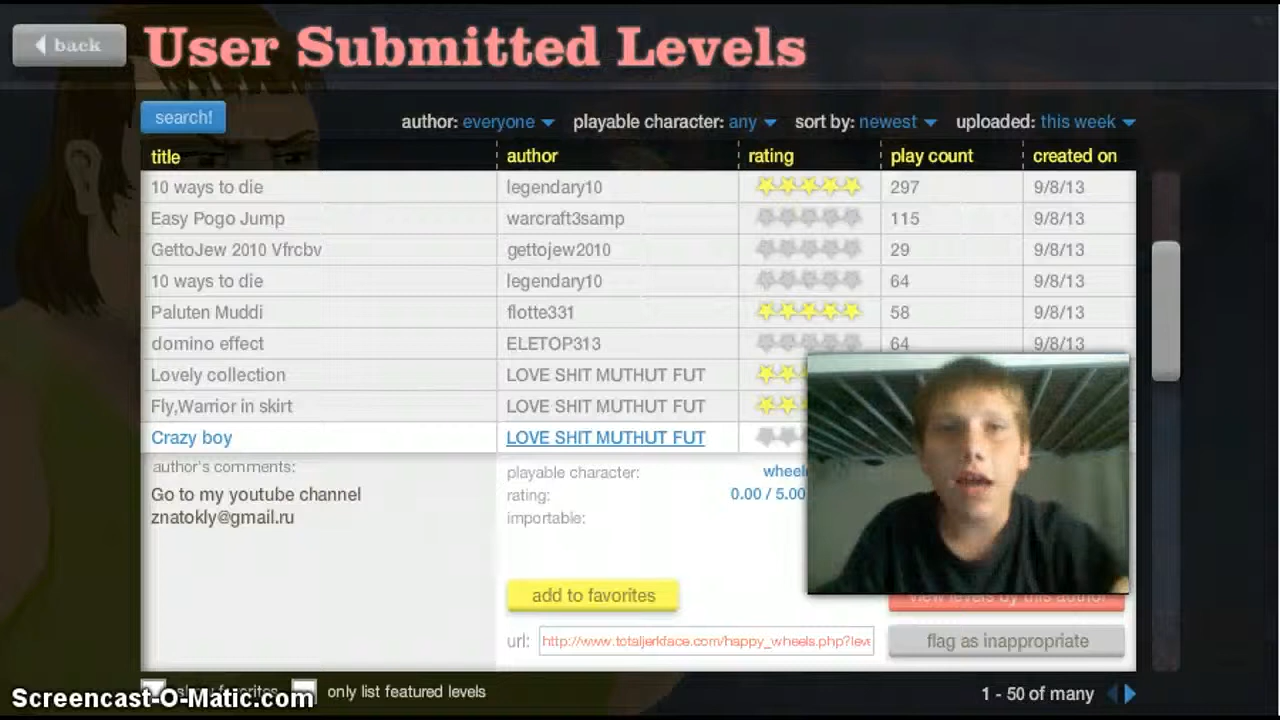 back
User Submitted Levels
search!
author: everyone playable character: any sort by: newest uploaded: this week
title author rating play count created on
10 ways to die legendary10 297 9/8/13
Easy Pogo Jump warcraft3samp 115 9/8/13
GettoJew 2010 Vfrcbv gettojew2010 29 9/8/13
10 ways to die legendary10 64 9/8/13
Paluten Muddi flotte331 58 9/8/13
domino effect ELETOP313 64 9/8/13
Lovely collection LOVE SHIT MUTHUT FUT
Fly,Warrior in skirt LOVE SHIT MUTHUT FUT
Crazy boy LOVE SHIT MUTHUT FUT
author's comments:
Go to my youtube channel
znatokly@gmail.ru
playable character:
rating: 0.00 / 5.00
importable:
add to favorites
view levels by this author
url: http://www.totaljerkface.com/happy_wheels.php?lev
flag as inappropriate
only list featured levels
1 - 50 of many
Screencast-O-Matic.com